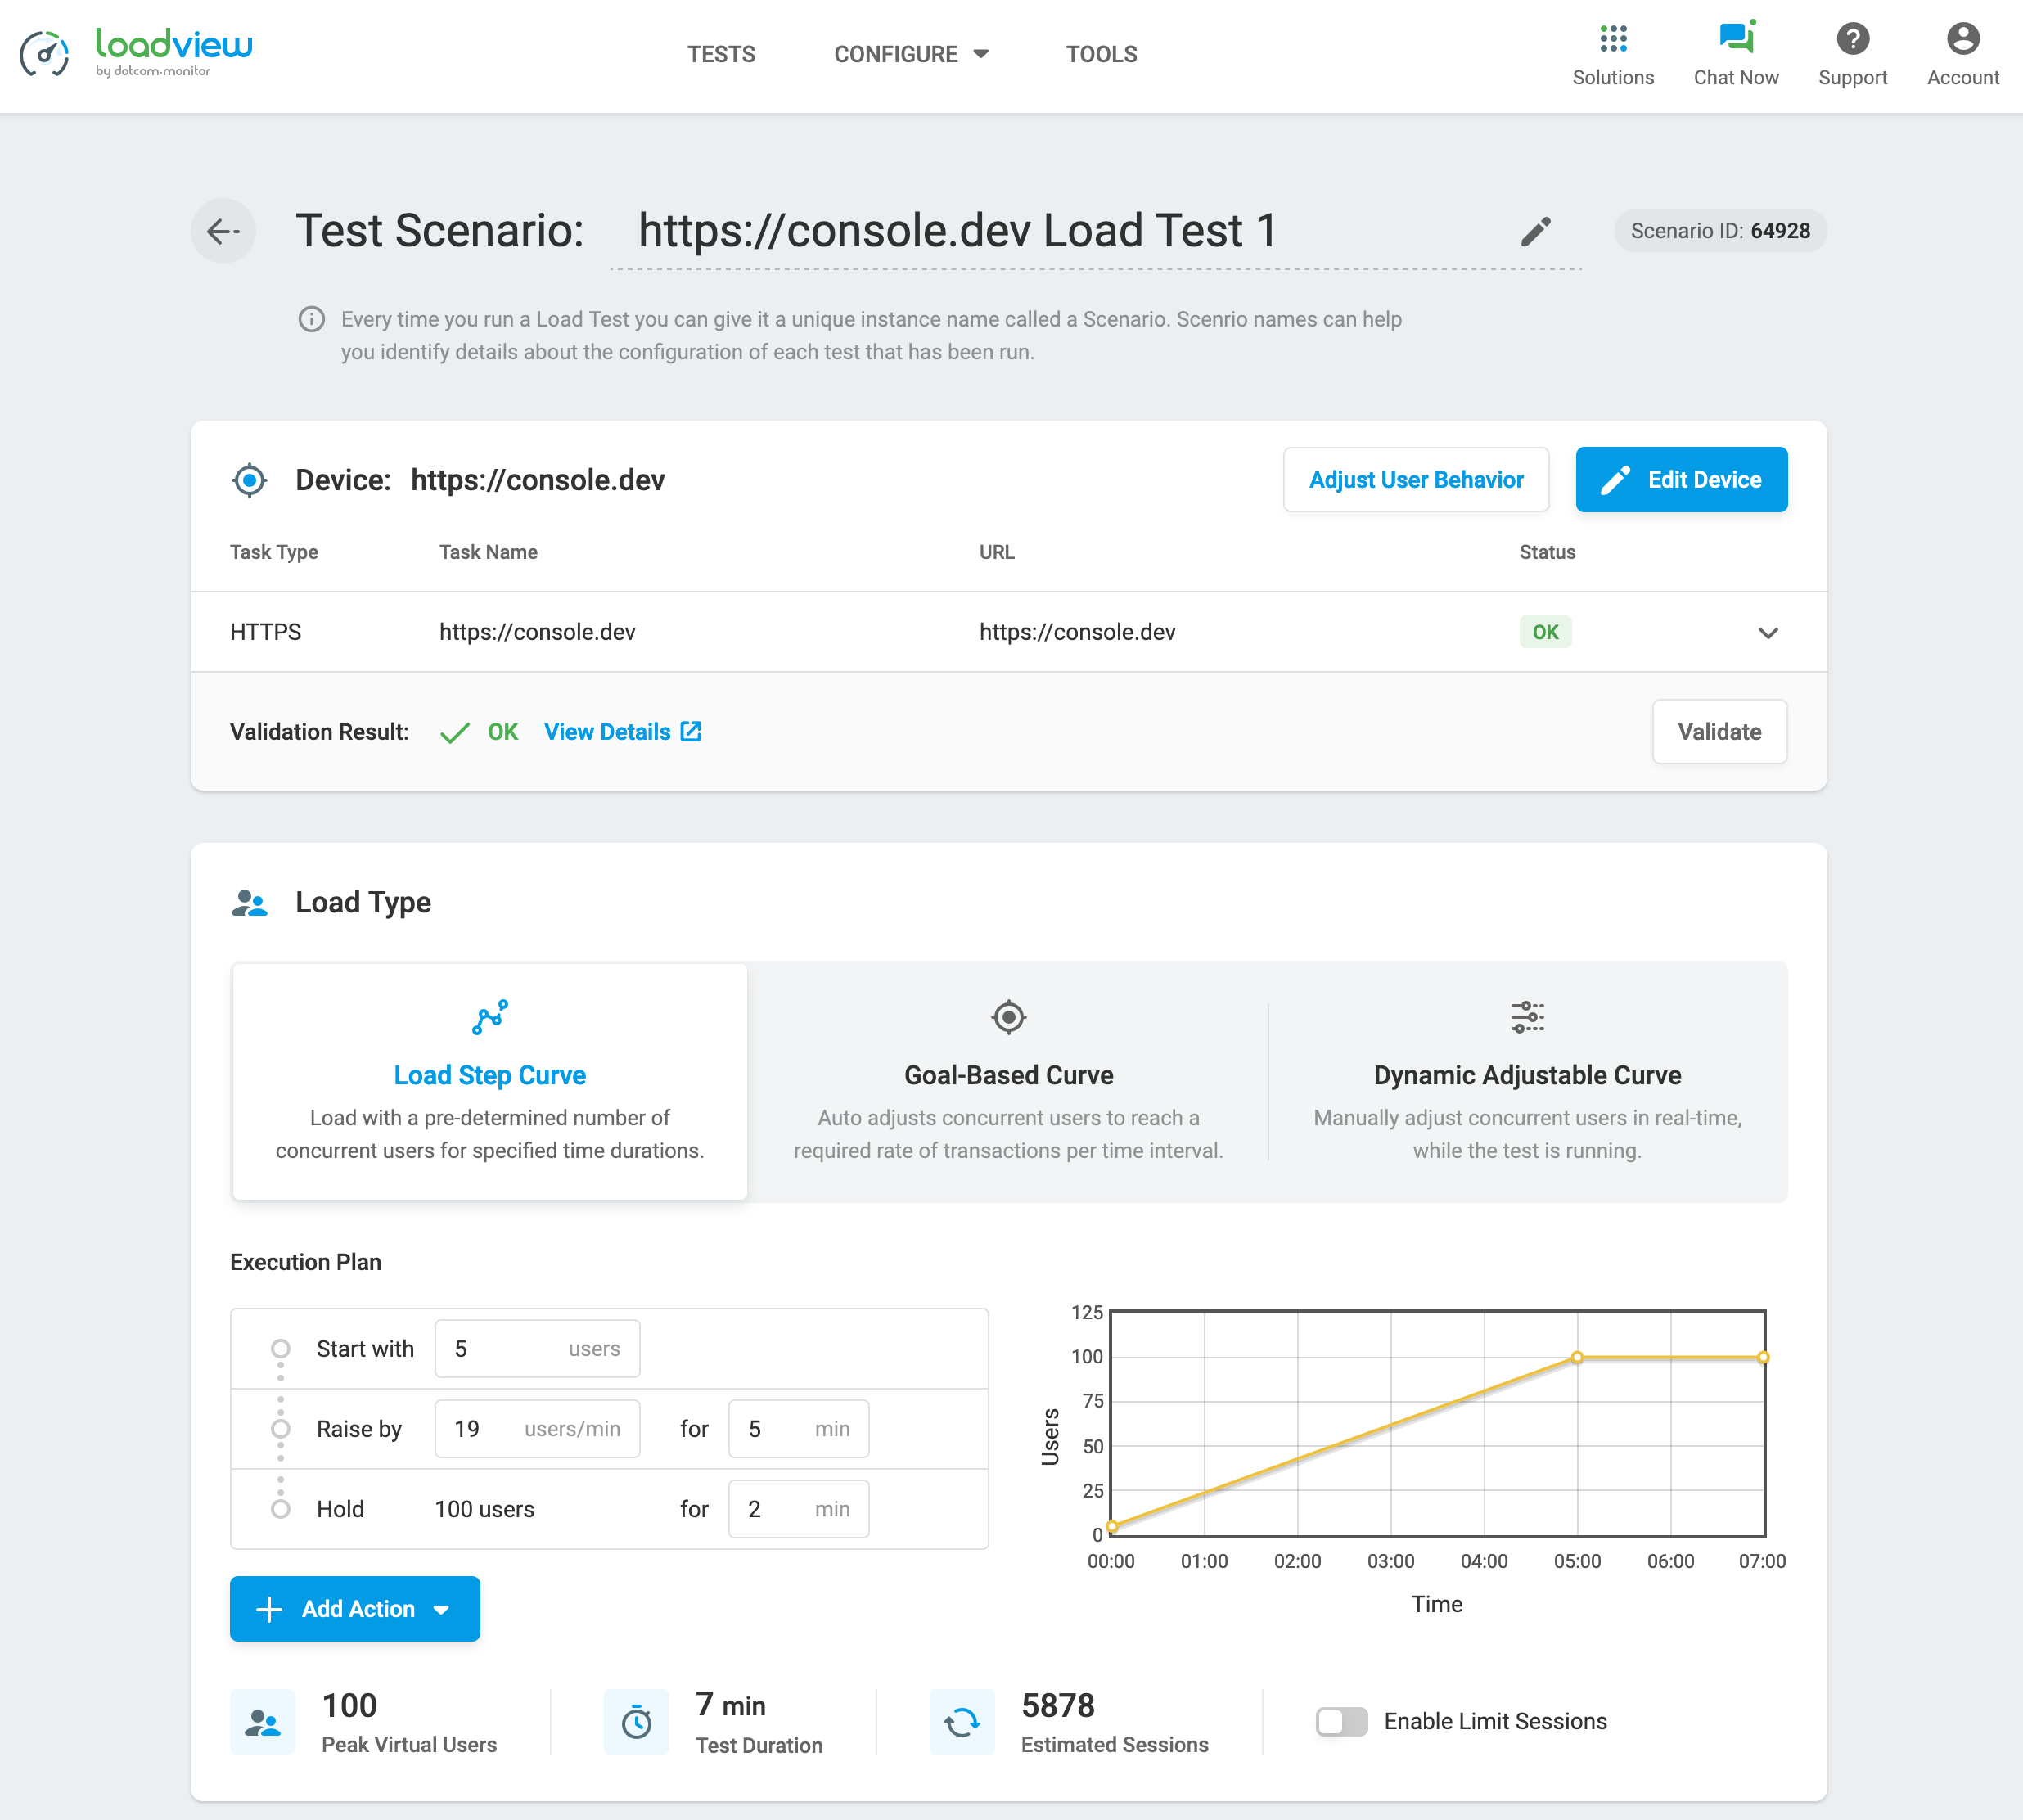 loadview
by dotcom-monitor
TESTS
CONFIGURE
TOOLS
Solutions
Chat Now
Support
Account
Test Scenario: https://console.dev Load Test 1
Scenario ID: 64928
Every time you run a Load Test you can give it a unique instance name called a Scenario. Scenrio names can help
you identify details about the configuration of each test that has been run.
Device: https://console.dev
Adjust User Behavior
Edit Device
Task Type Task Name URL Status
HTTPS https://console.dev https://console.dev OK
Validation Result: OK View Details
Validate
Load Type
Load Step Curve
Load with a pre-determined number of
concurrent users for specified time durations.
Goal-Based Curve
Auto adjusts concurrent users to reach a
required rate of transactions per time interval.
Dynamic Adjustable Curve
Manually adjust concurrent users in real-time,
while the test is running.
Execution Plan
Start with 5 users
Raise by 19 users/min for 5 min
Hold 100 users for 2 min
Add Action
125
100
75
50
25
0
Users
00:00 01:00 02:00 03:00 04:00 05:00 06:00 07:00
Time
100
Peak Virtual Users
7 min
Test Duration
5878
Estimated Sessions
Enable Limit Sessions